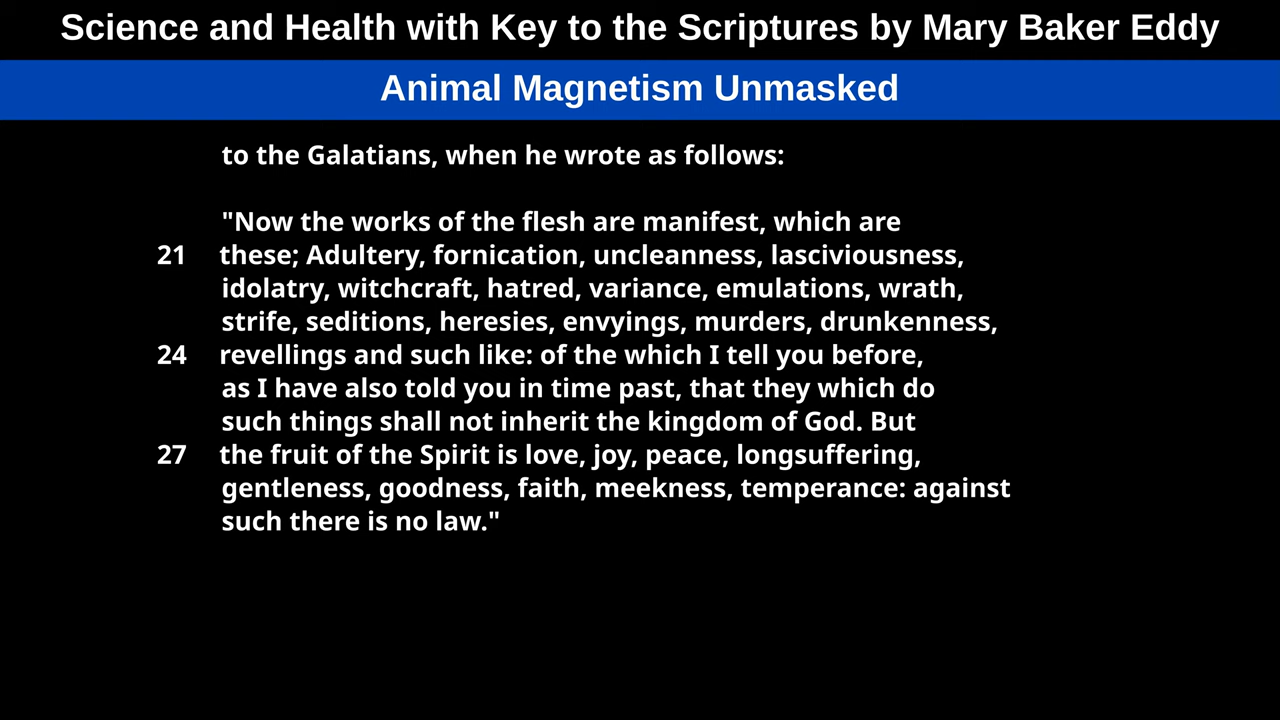 Science and Health with Key to the Scriptures by Mary Baker Eddy
Animal Magnetism Unmasked
to the Galatians, when he wrote as follows:
"Now the works of the flesh are manifest, which are
21 these; Adultery, fornication, uncleanness, lasciviousness,
idolatry, witchcraft, hatred, variance, emulations, wrath,
strife, seditions, heresies, envyings, murders, drunkenness,
24 revellings and such like: of the which I tell you before,
as I have also told you in time past, that they which do
such things shall not inherit the kingdom of God. But
27 the fruit of the Spirit is love, joy, peace, longsuffering,
gentleness, goodness, faith, meekness, temperance: against
such there is no law."